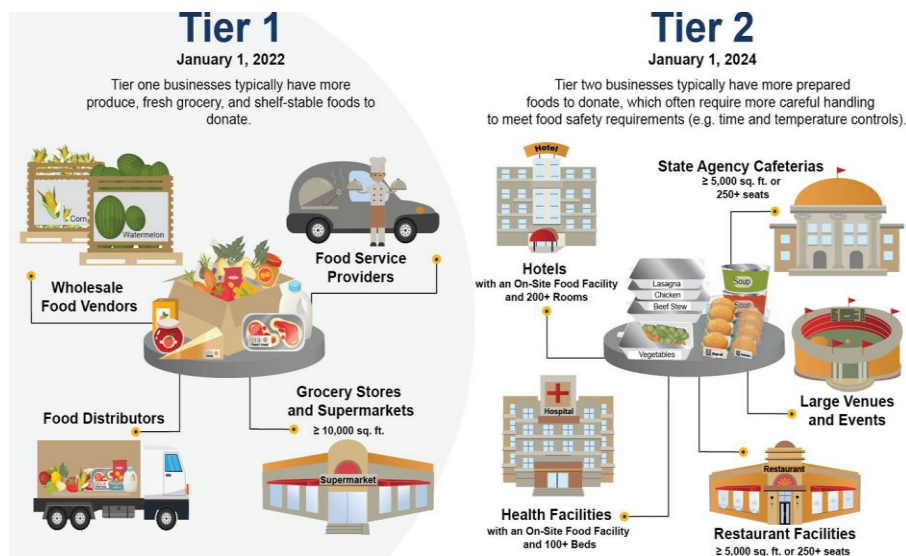 Tier 1
January 1, 2022
Tier one businesses typically have more
produce, fresh grocery, and shelf-stable foods to
donate.
Corn
Watermelon
Wholesale
Food Vendors
Food Service
Providers
Food Distributors
Grocery Stores
and Supermarkets
≥ 10,000 sq. ft.
Supermarket
Tier 2
January 1, 2024
Tier two businesses typically have more prepared
foods to donate, which often require more careful handling
to meet food safety requirements (e.g. time and temperature controls).
Hotel
Hotels
with an On-Site Food Facility
and 200+ Rooms
State Agency Cafeterias
≥ 5,000 sq. ft. or
250+ seats
Lasagna
Chicken
Beef Stew
Vegetables
Soup
Soup
Large Venues
and Events
Hospital
Health Facilities
with an On-Site Food Facility
and 100+ Beds
Restaurant
Restaurant Facilities
≥ 5,000 sq. ft. or 250+ seats